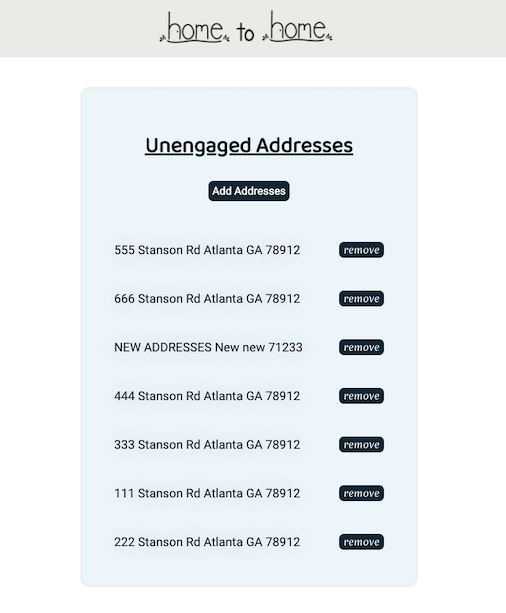 home to home
Unengaged Addresses
Add Addresses
555 Stanson Rd Atlanta GA 78912 remove
666 Stanson Rd Atlanta GA 78912 remove
NEW ADDRESSES New new 71233 remove
444 Stanson Rd Atlanta GA 78912 remove
333 Stanson Rd Atlanta GA 78912 remove
111 Stanson Rd Atlanta GA 78912 remove
222 Stanson Rd Atlanta GA 78912 remove